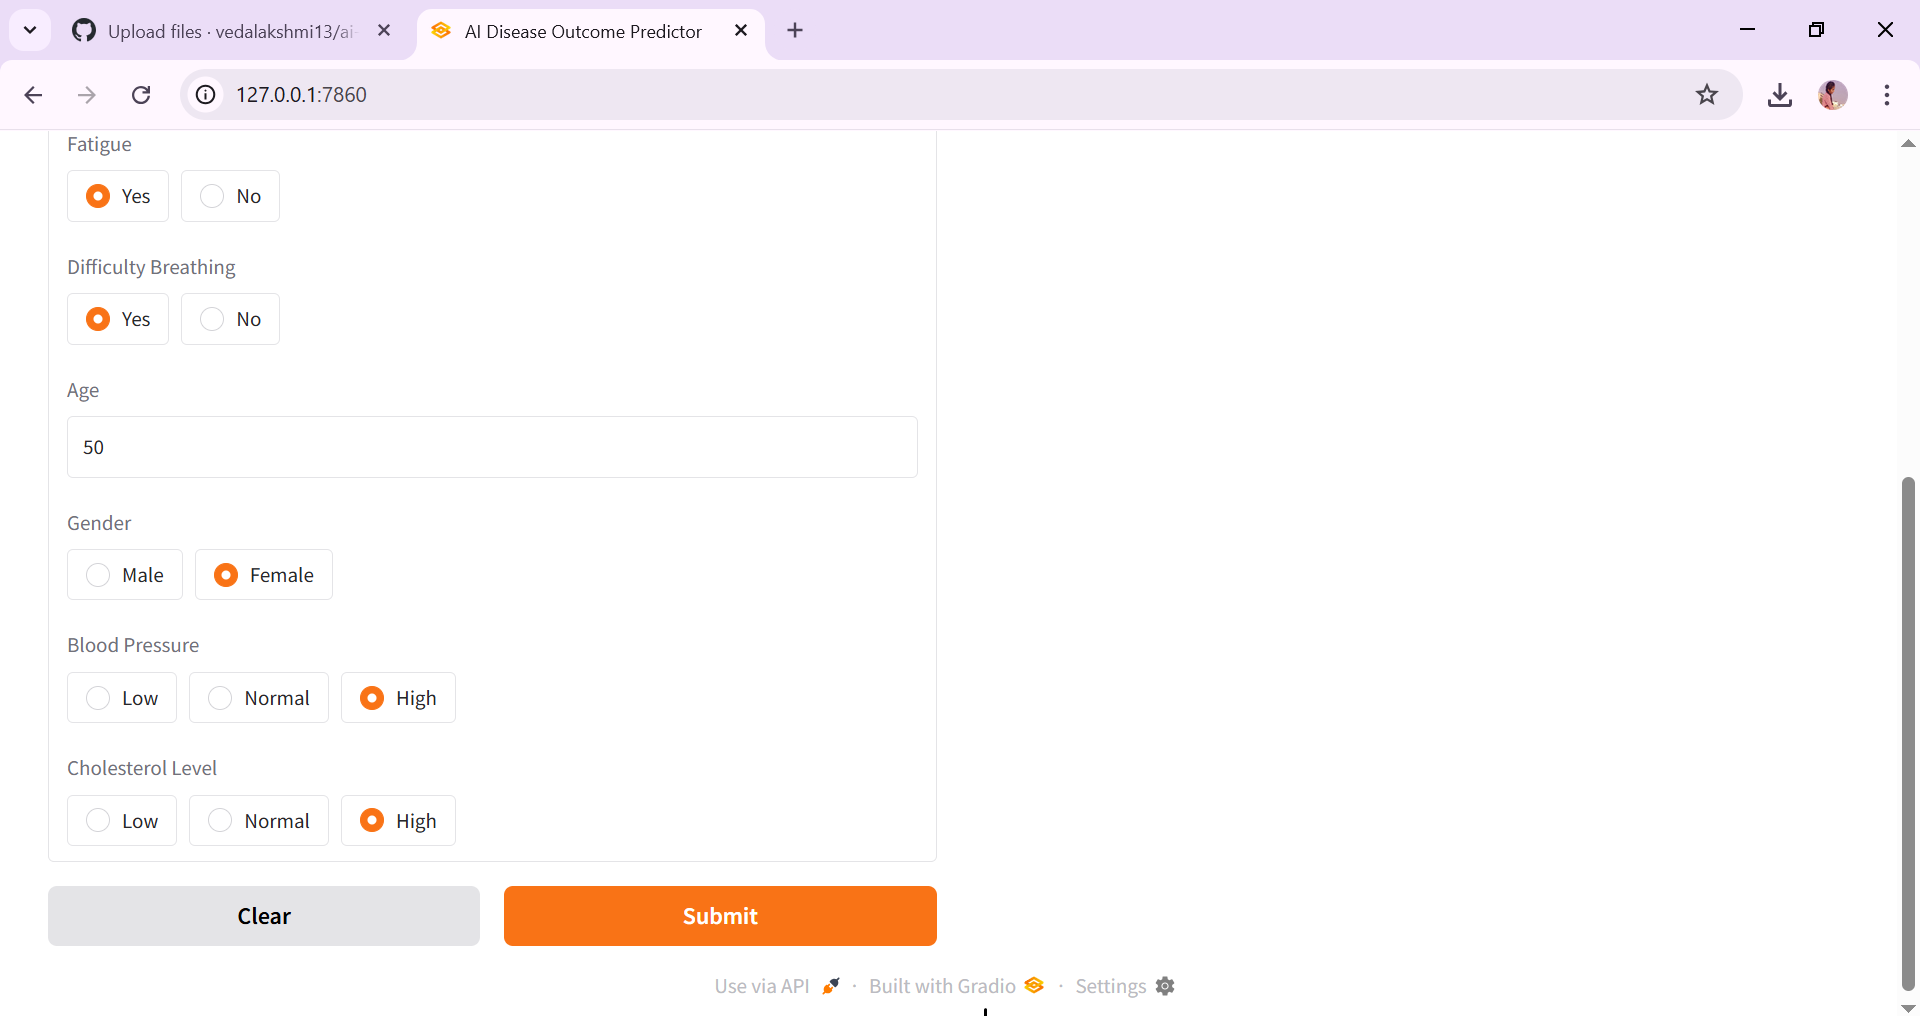 Upload files · vedalakshmi13/ai-
AI Disease Outcome Predictor
127.0.0.1:7860
Fatigue
Yes No
Difficulty Breathing
Yes No
Age
50
Gender
Male Female
Blood Pressure
Low Normal High
Cholesterol Level
Low Normal High
Clear Submit
Use via API · Built with Gradio · Settings